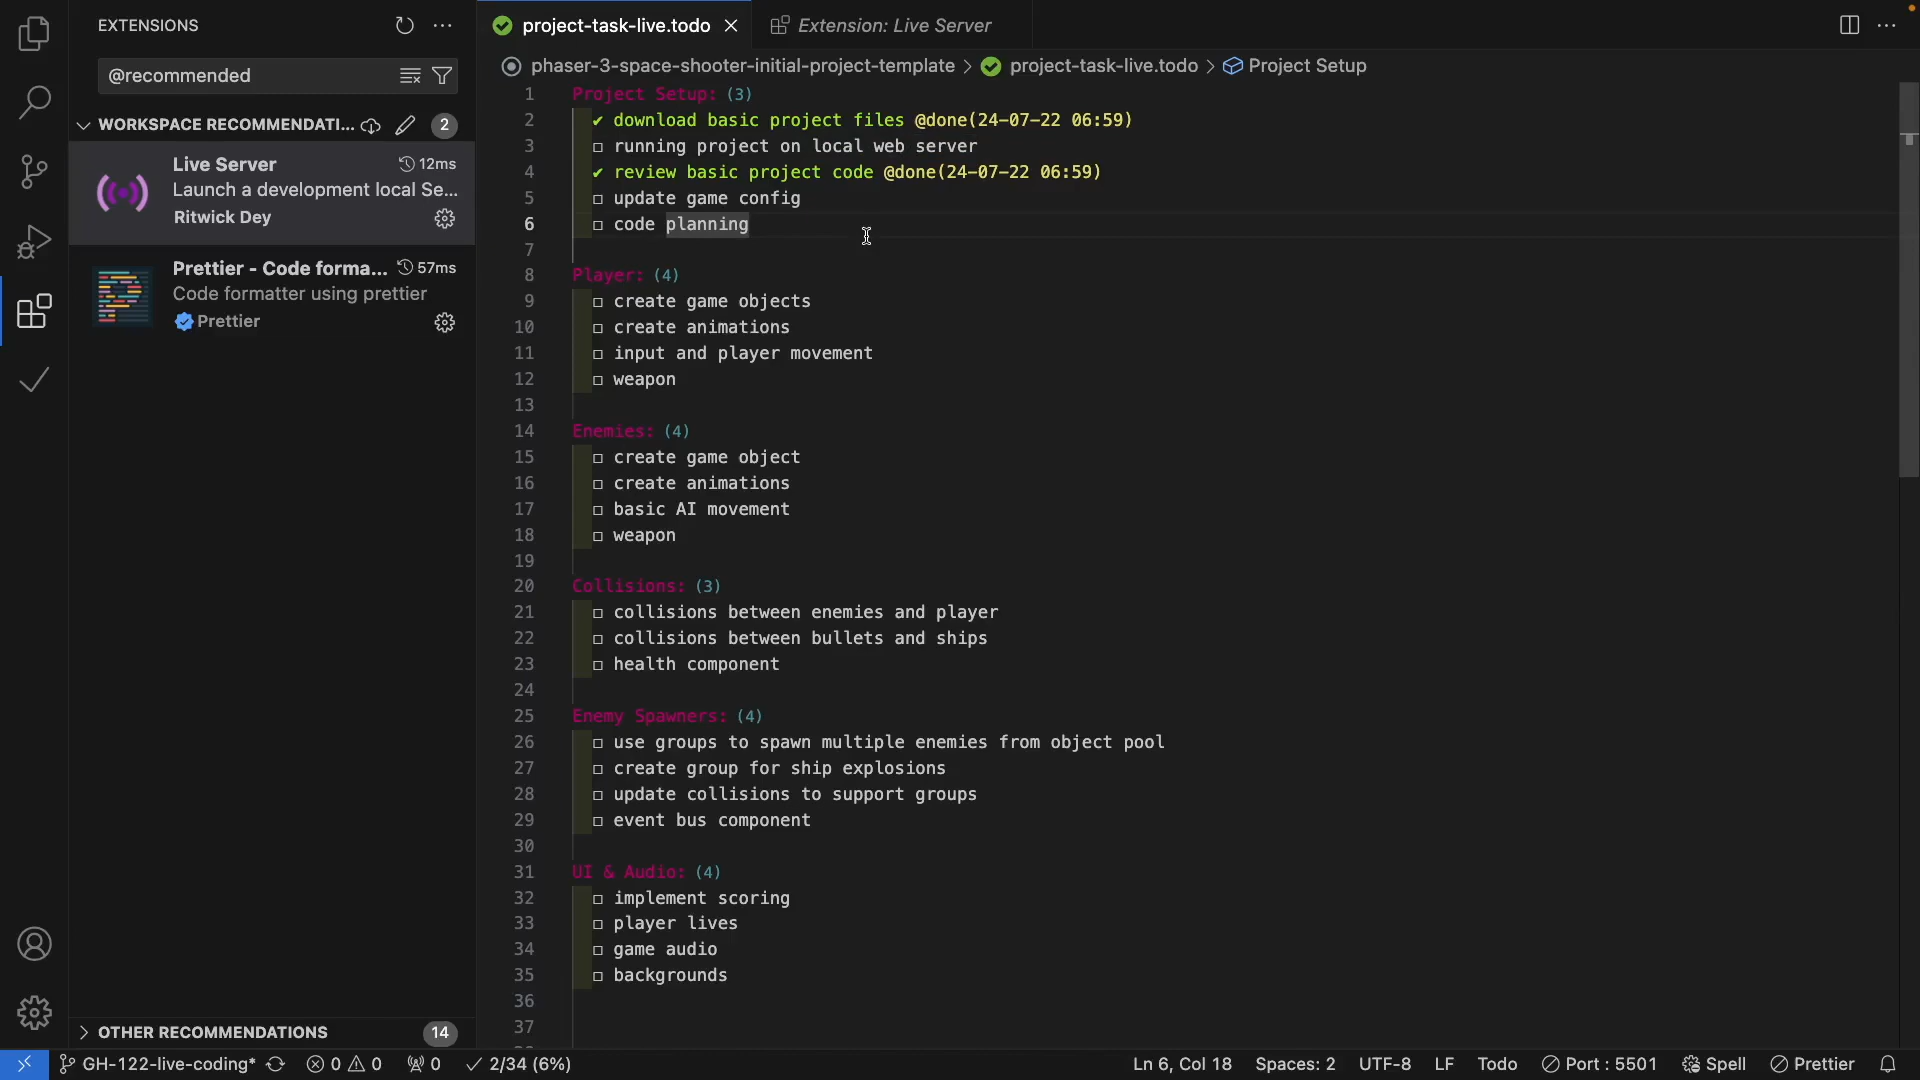 EXTENSIONS
@recommended
WORKSPACE RECOMMENDATI... 2
Live Server 12ms
Launch a development local Se...
Ritwick Dey
Prettier - Code forma... 57ms
Code formatter using prettier
Prettier
OTHER RECOMMENDATIONS 14
project-task-live.todo
Extension: Live Server
phaser-3-space-shooter-initial-project-template > project-task-live.todo > Project Setup
1 Project Setup: (3)
2 ✔ download basic project files @done(24-07-22 06:59)
3 ☐ running project on local web server
4 ✔ review basic project code @done(24-07-22 06:59)
5 ☐ update game config
6 ☐ code planning
7
8 Player: (4)
9 ☐ create game objects
10 ☐ create animations
11 ☐ input and player movement
12 ☐ weapon
13
14 Enemies: (4)
15 ☐ create game object
16 ☐ create animations
17 ☐ basic AI movement
18 ☐ weapon
19
20 Collisions: (3)
21 ☐ collisions between enemies and player
22 ☐ collisions between bullets and ships
23 ☐ health component
24
25 Enemy Spawners: (4)
26 ☐ use groups to spawn multiple enemies from object pool
27 ☐ create group for ship explosions
28 ☐ update collisions to support groups
29 ☐ event bus component
30
31 UI & Audio: (4)
32 ☐ implement scoring
33 ☐ player lives
34 ☐ game audio
35 ☐ backgrounds
36
37
GH-122-live-coding* 0 0 0 ✓ 2/34 (6%) Ln 6, Col 18 Spaces: 2 UTF-8 LF Todo Port : 5501 Spell Prettier